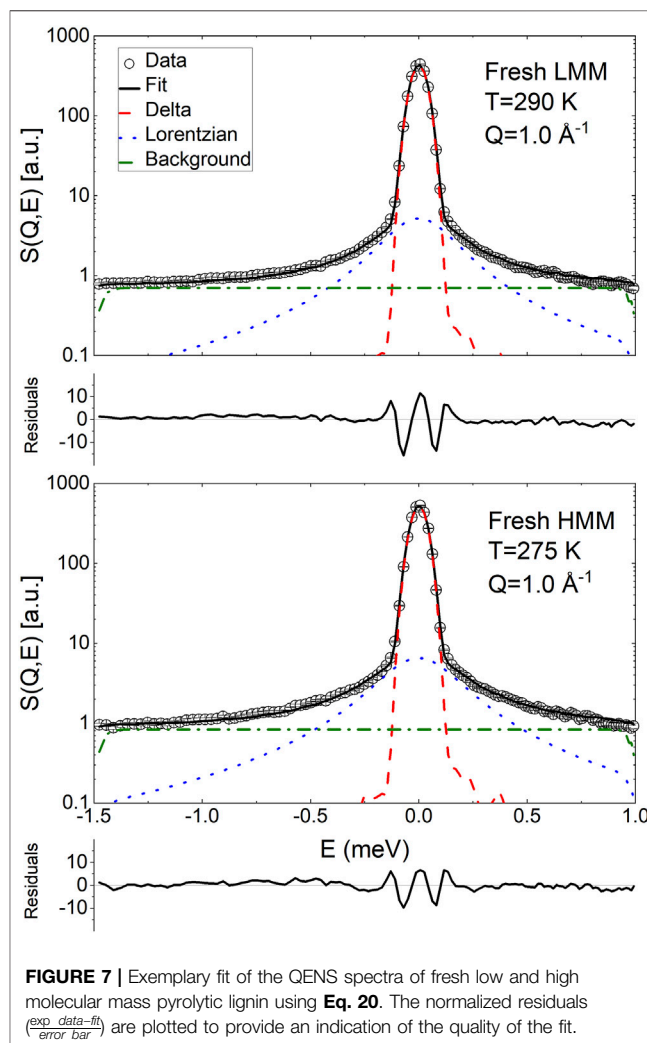 1000
100
10
1
0.1
S(Q,E) [a.u.]
Data
Fit
Delta
Lorentzian
Background
Fresh LMM
T=290 K
Q=1.0 Å⁻¹
Residuals
10
0
-10
1000
100
10
1
0.1
S(Q,E) [a.u.]
Fresh HMM
T=275 K
Q=1.0 Å⁻¹
-1.5 -1.0 -0.5 0.0 0.5 1.0
E (meV)
Residuals
10
0
-10
FIGURE 7 | Exemplary fit of the QENS spectra of fresh low and high
molecular mass pyrolytic lignin using Eq. 20. The normalized residuals
(exp data−fit / error bar) are plotted to provide an indication of the quality of the fit.